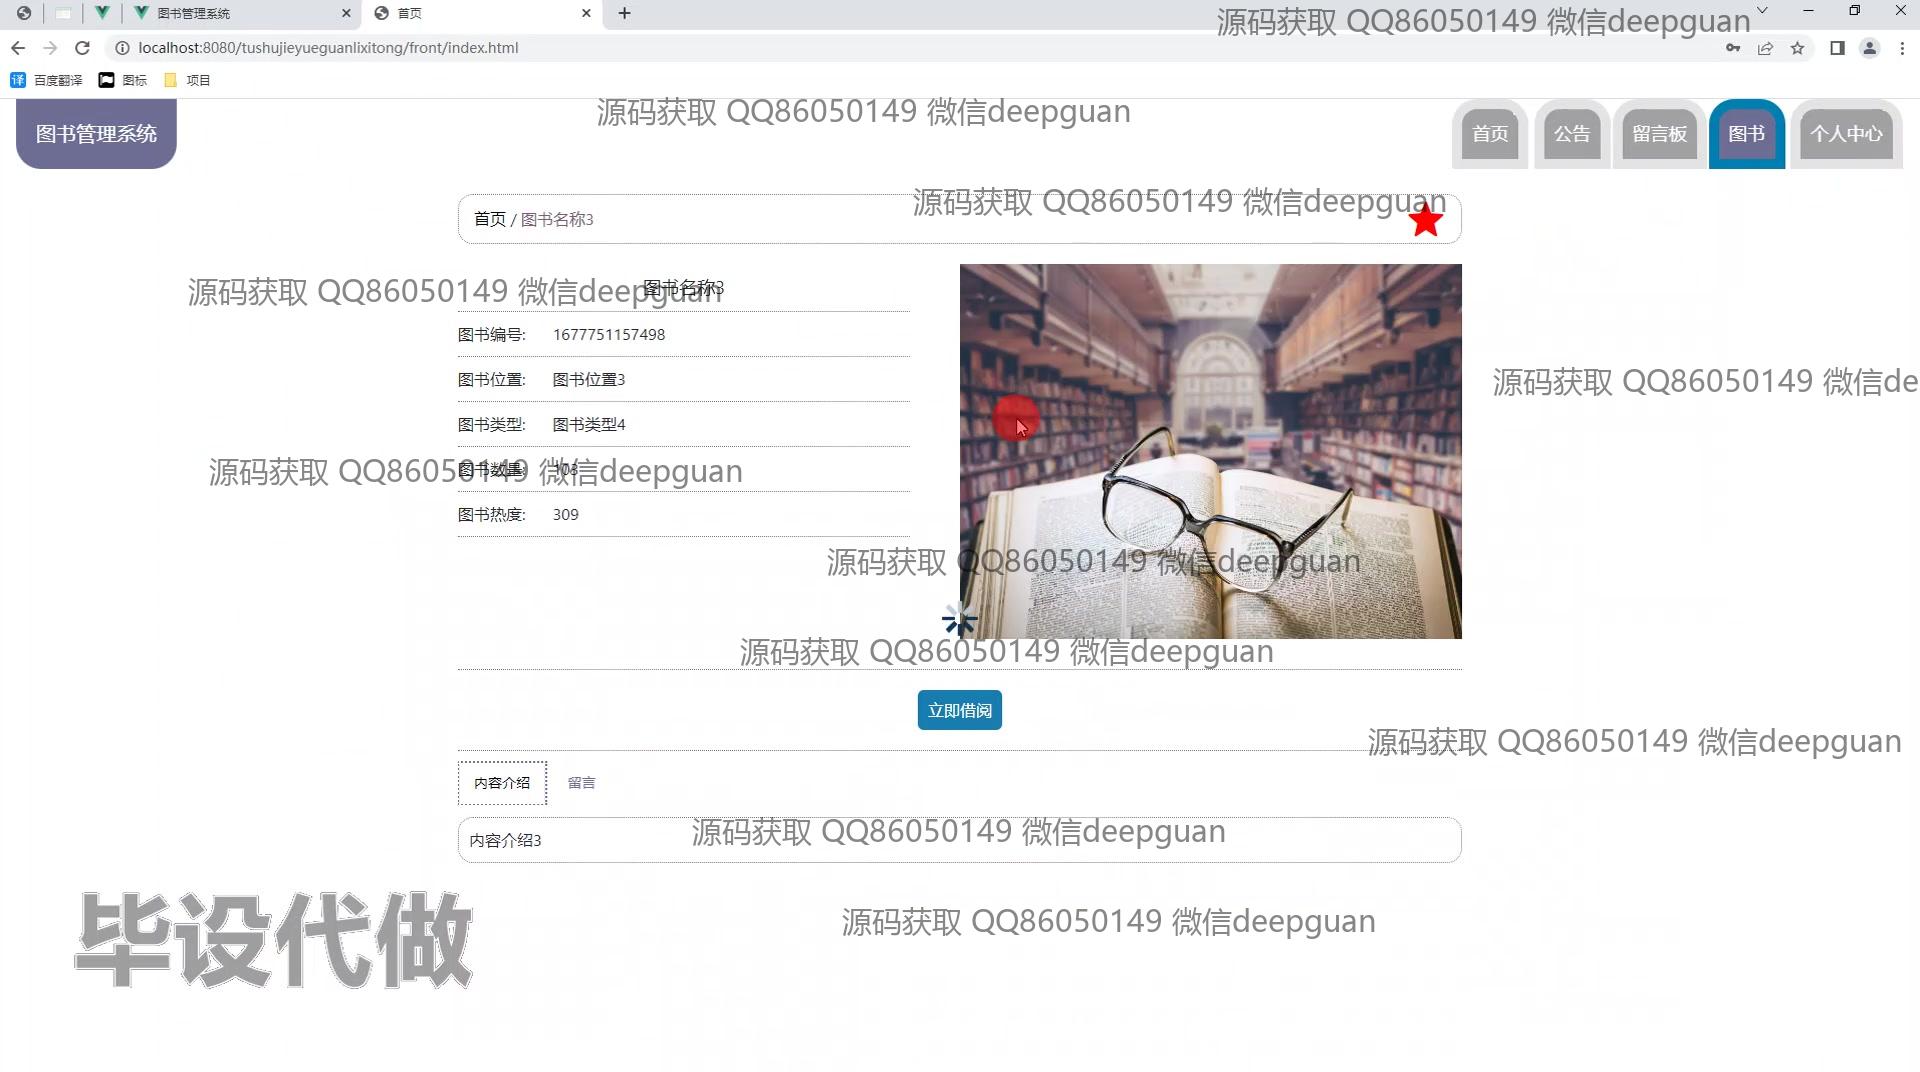 图书管理系统
首页
源码获取 QQ86050149 微信deepguan
localhost:8080/tushujieyueguanlixitong/front/index.html
百度翻译 图标 项目
图书管理系统
源码获取 QQ86050149 微信deepguan
首页 公告 留言板 图书 个人中心
首页 / 图书名称3
源码获取 QQ86050149 微信deepguan
图书名称3
源码获取 QQ86050149 微信deepguan
图书编号: 1677751157498
图书位置: 图书位置3
源码获取 QQ86050149 微信de
图书类型: 图书类型4
图书数量: 103
源码获取 QQ86050149 微信deepguan
图书热度: 309
源码获取 QQ86050149 微信deepguan
源码获取 QQ86050149 微信deepguan
立即借阅
源码获取 QQ86050149 微信deepguan
内容介绍 留言
源码获取 QQ86050149 微信deepguan
内容介绍3
源码获取 QQ86050149 微信deepguan
毕设代做